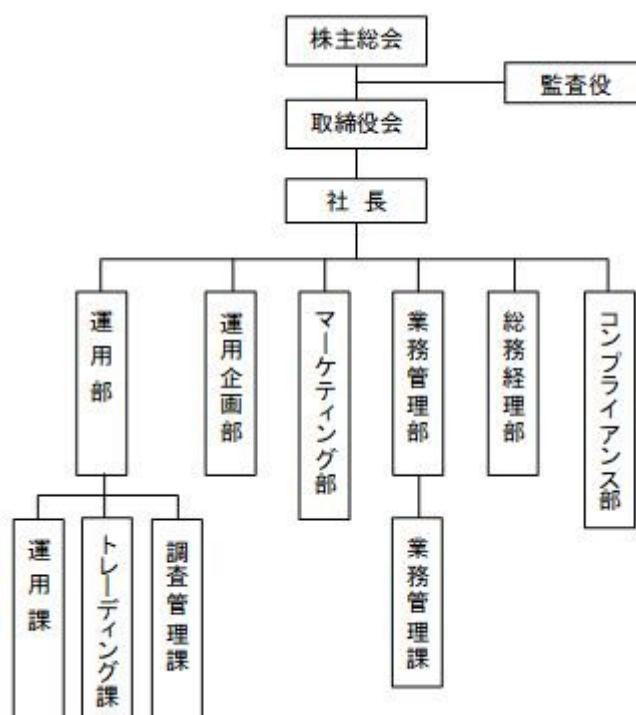 株主総会
監査役
取締役会
社 長
運用部
運用企画部
マーケティング部
業務管理部
総務経理部
コンプライアンス部
運用課
トレーディング課
調査管理課
業務管理課